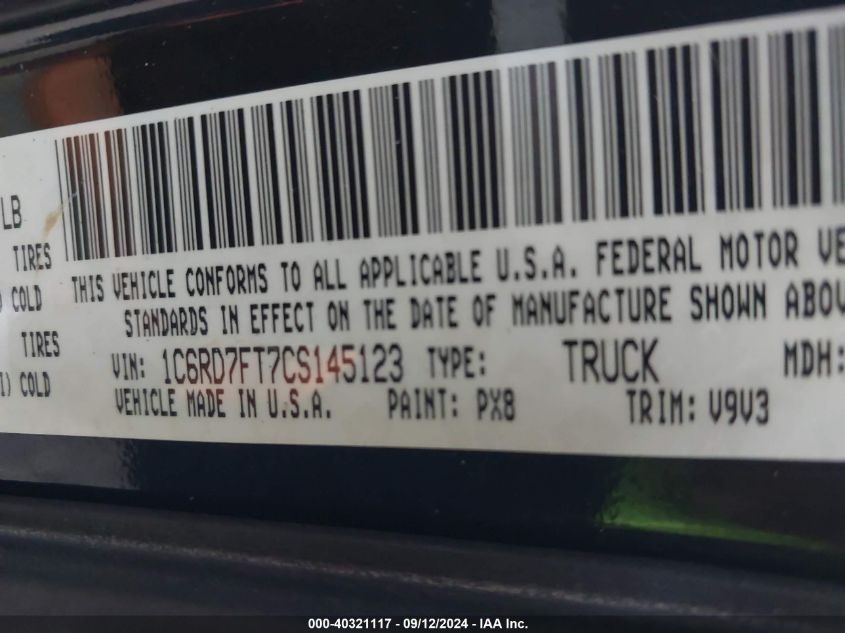 LB
TIRES
COLD
THIS VEHICLE CONFORMS TO ALL APPLICABLE U.S.A. FEDERAL MOTOR VE
STANDARDS IN EFFECT ON THE DATE OF MANUFACTURE SHOWN ABOV
TIRES
I) COLD
VIN: 1C6RD7FT7CS145123 TYPE: TRUCK MDH:
VEHICLE MADE IN U.S.A. PAINT: PX8 TRIM: V9V3
000-40321117 - 09/12/2024 - IAA Inc.